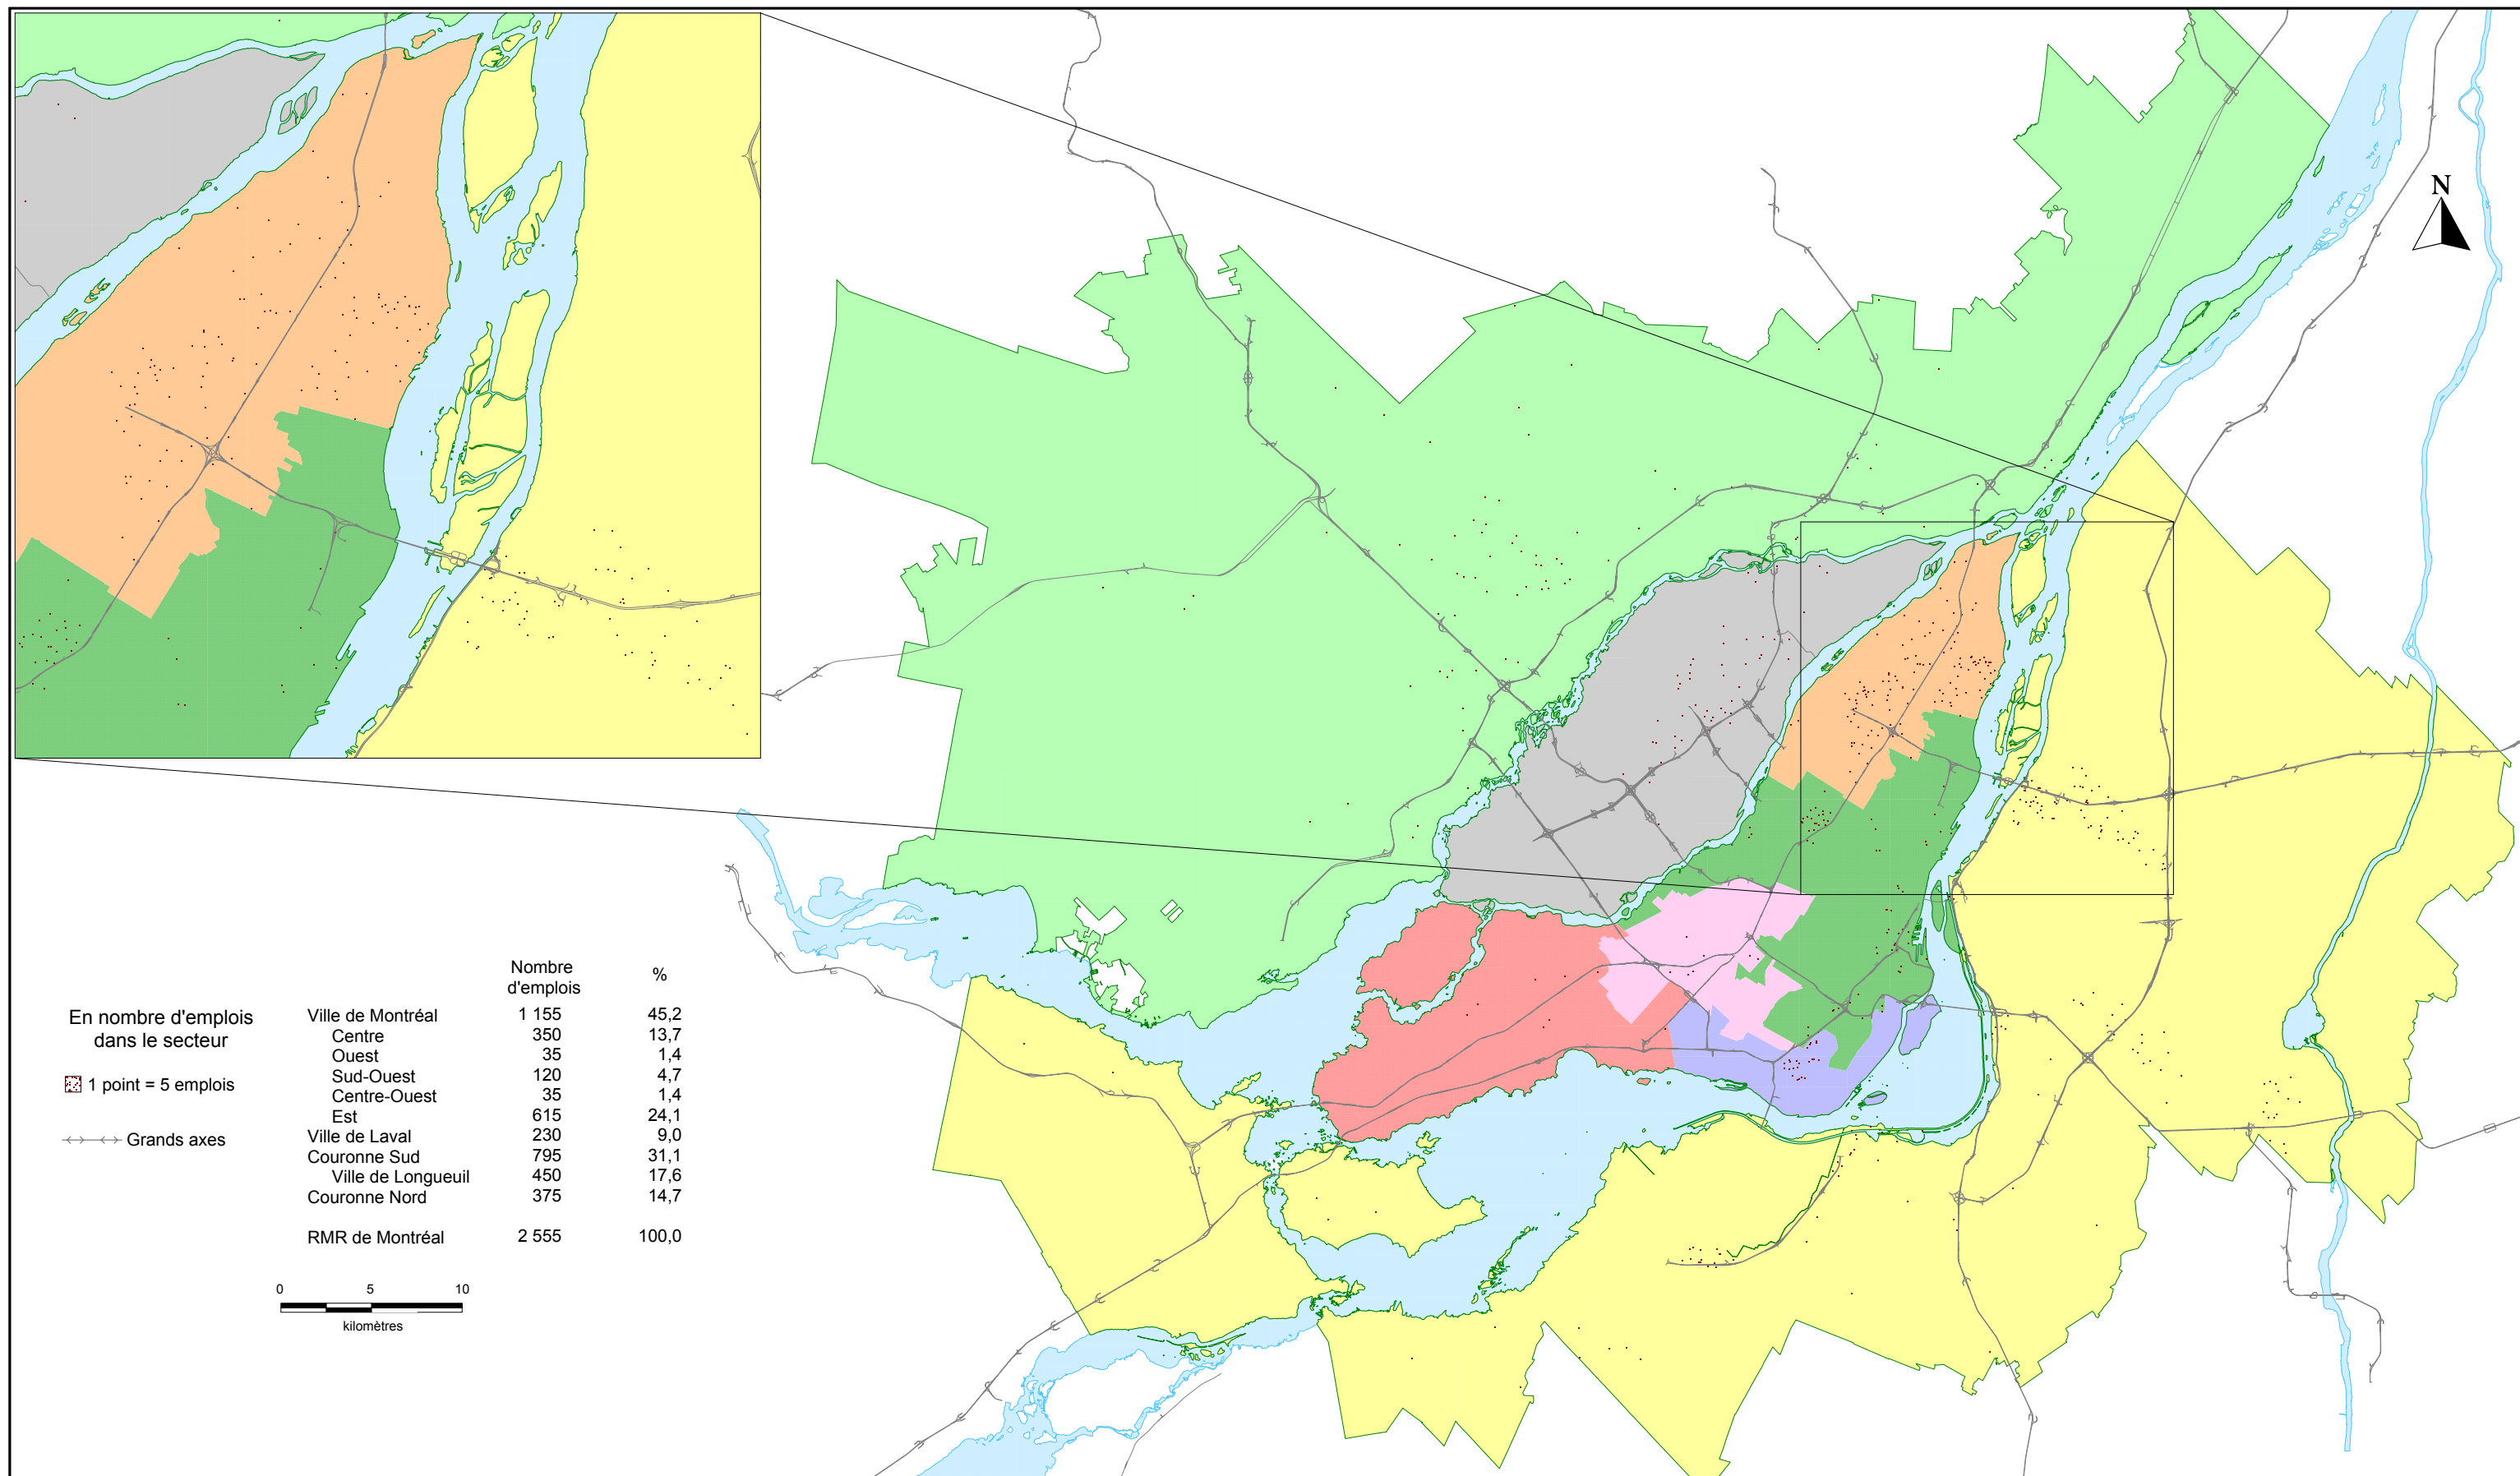 N
Nombre d'emplois %
En nombre d'emplois dans le secteur
1 point = 5 emplois
Grands axes
Ville de Montréal 1 155 45,2
Centre 350 13,7
Ouest 35 1,4
Sud-Ouest 120 4,7
Centre-Ouest 35 1,4
Est 615 24,1
Ville de Laval 230 9,0
Couronne Sud 795 31,1
Ville de Longueuil 450 17,6
Couronne Nord 375 14,7
RMR de Montréal 2 555 100,0
0 5 10
kilomètres